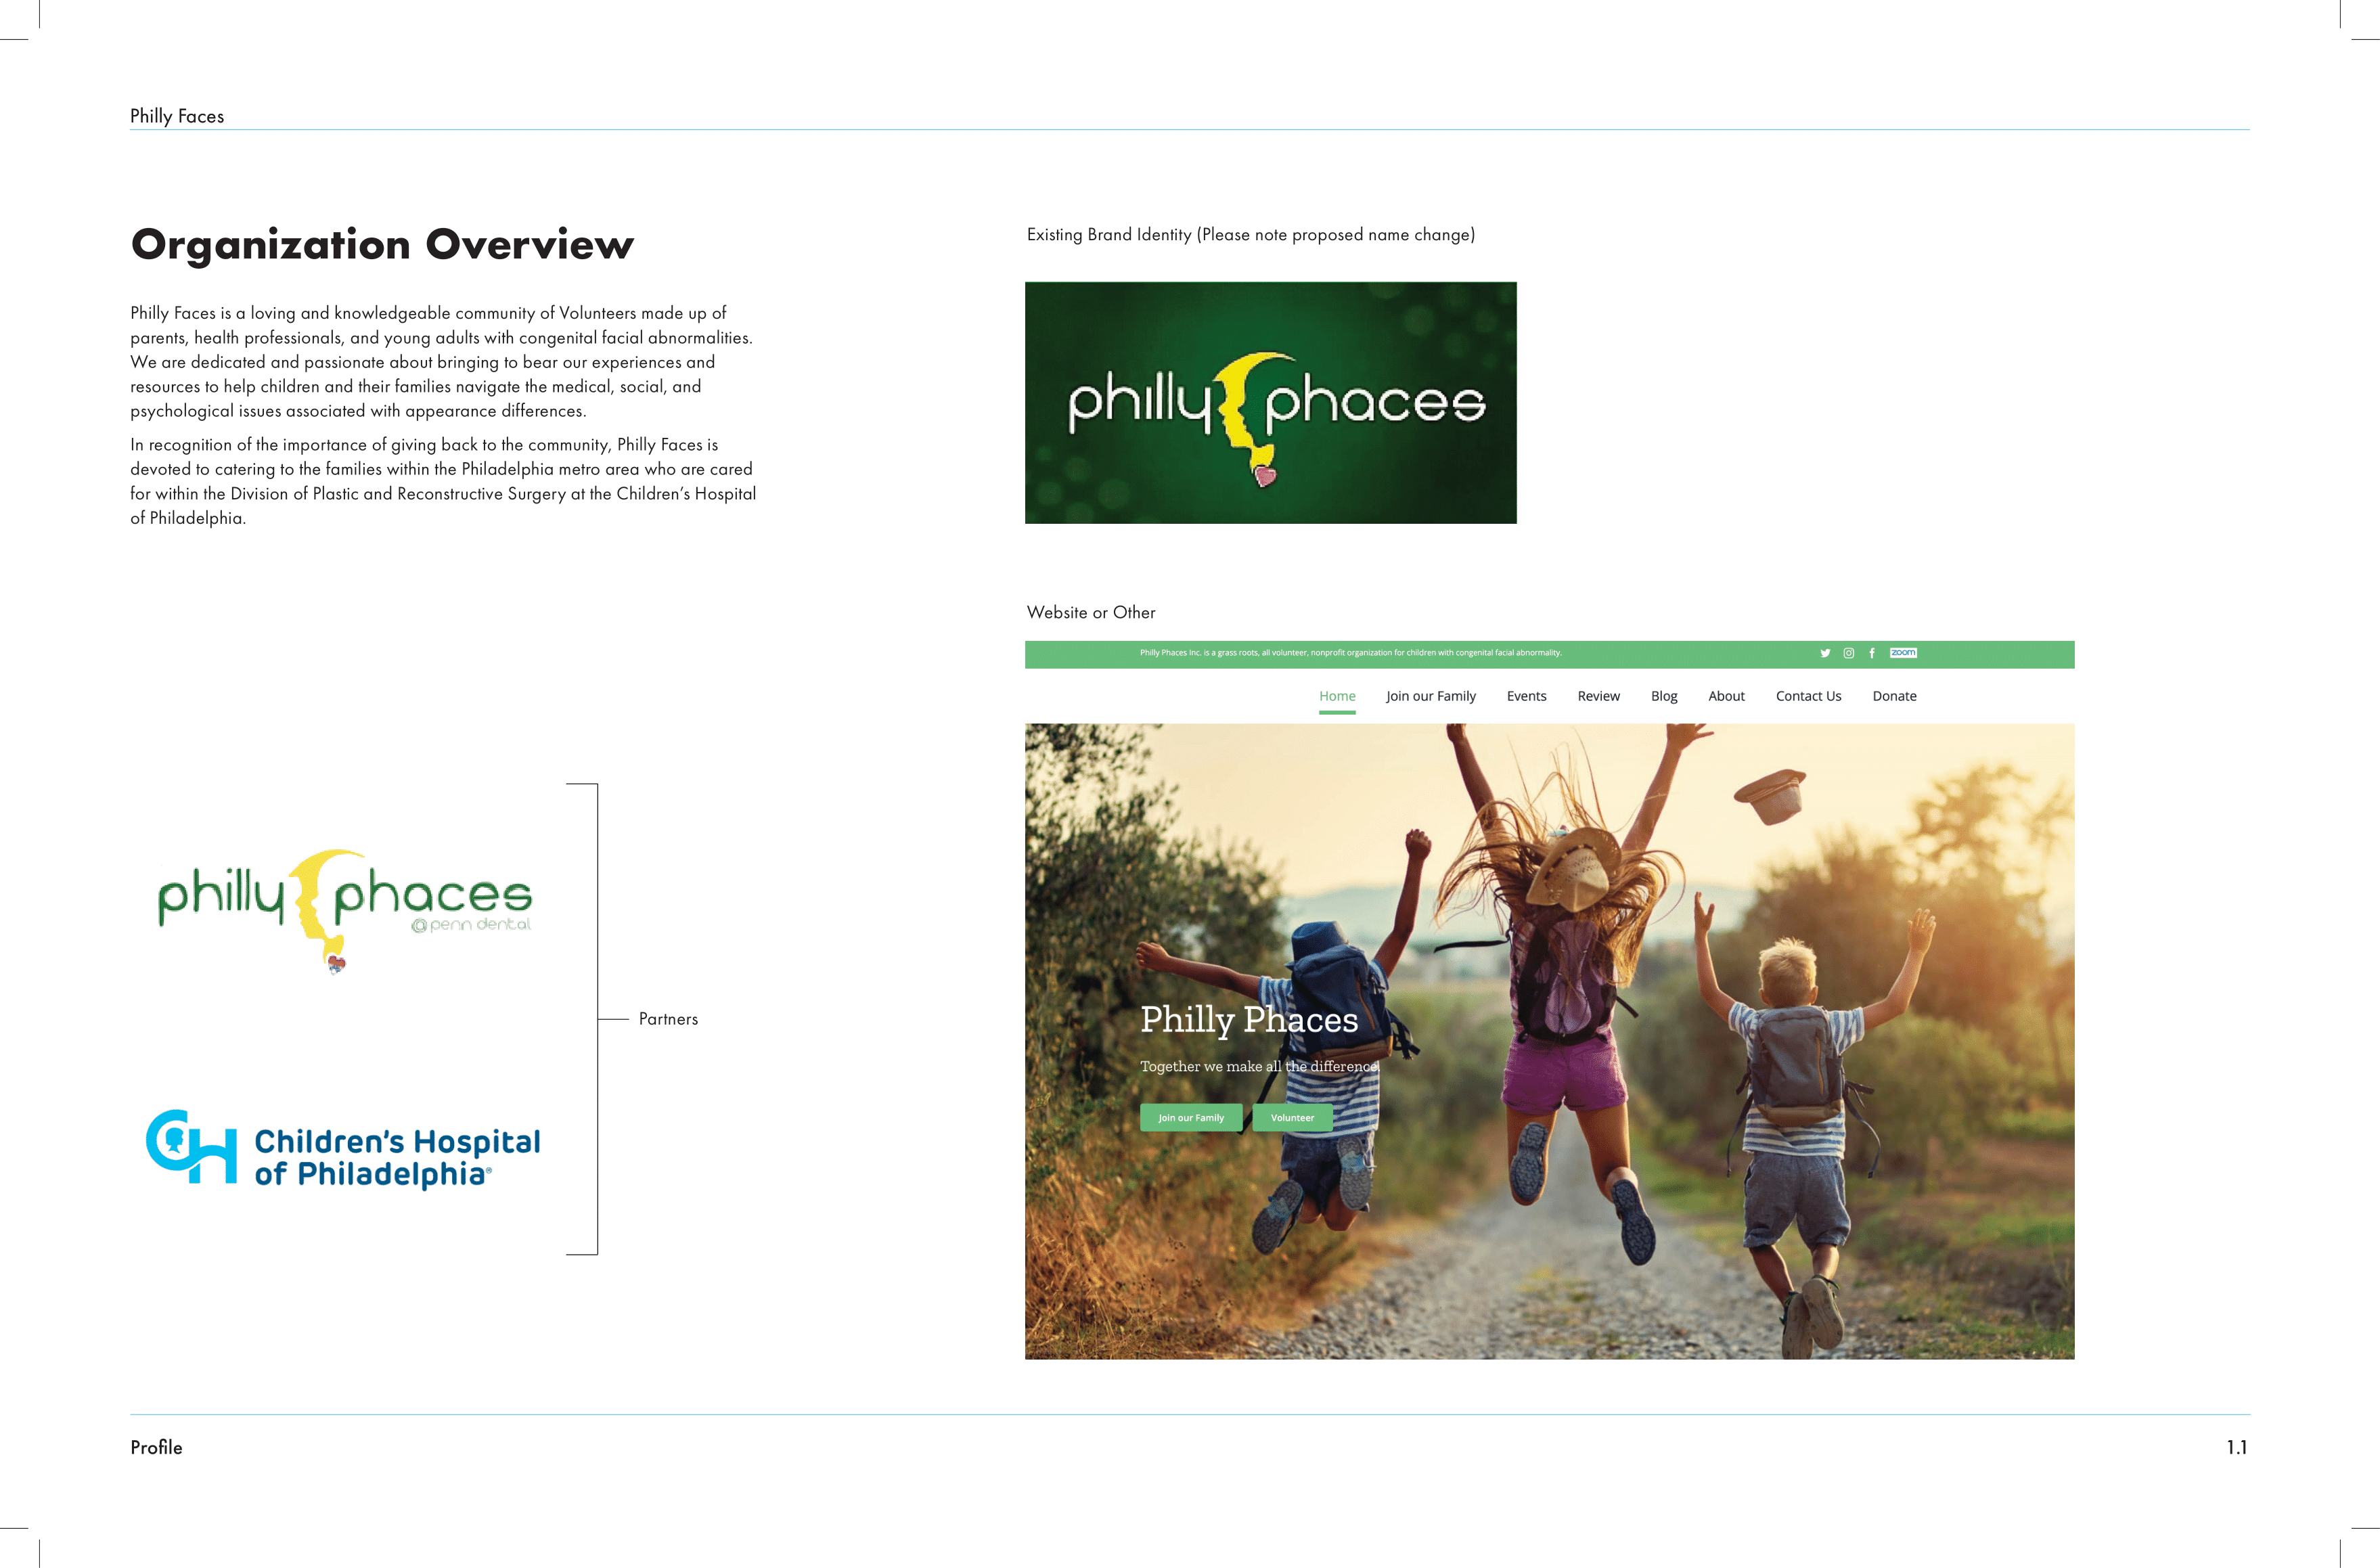 Philly Faces
Organization Overview
Philly Faces is a loving and knowledgeable community of Volunteers made up of
parents, health professionals, and young adults with congenital facial abnormalities.
We are dedicated and passionate about bringing to bear our experiences and
resources to help children and their families navigate the medical, social, and
psychological issues associated with appearance differences.
In recognition of the importance of giving back to the community, Philly Faces is
devoted to catering to the families within the Philadelphia metro area who are cared
for within the Division of Plastic and Reconstructive Surgery at the Children’s Hospital
of Philadelphia.
philly phaces
@ penn dental
CH
Children's Hospital
of Philadelphia®
Partners
Existing Brand Identity (Please note proposed name change)
philly phaces
Website or Other
Philly Phaces Inc. is a grass roots, all volunteer, nonprofit organization for children with congenital facial abnormality.
zoom
Home Join our Family Events Review Blog About Contact Us Donate
Philly Phaces
Together we make all the difference!
Join our Family Volunteer
Profile
1.1